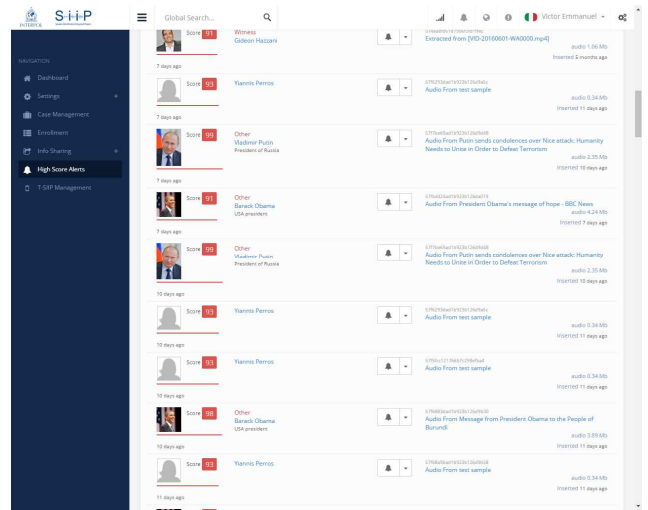 INTERPOL
SiiP
Global Search...
Victor Emmanuel
NAVIGATION
Dashboard
Settings +
Case Management
Enrollment
Info Sharing +
High Score Alerts
T-SIIP Management
Score 91
Witness
Gideon Hazzani
Extracted from [VID-20160601-WA0000.mp4]
audio 1.06 Mb
Inserted 5 months ago
7 days ago
Score 93
Yiannis Perros
Audio From test sample
audio 0.34 Mb
Inserted 11 days ago
7 days ago
Score 99
Other
Vladimir Putin
President of Russia
Audio From Putin sends condolences over Nice attack: Humanity
Needs to Unite in Order to Defeat Terrorism
audio 2.35 Mb
Inserted 10 days ago
7 days ago
Score 91
Other
Barack Obama
USA president
Audio From President Obama's message of hope - BBC News
audio 4.24 Mb
Inserted 7 days ago
7 days ago
Score 99
Other
Vladimir Putin
President of Russia
Audio From Putin sends condolences over Nice attack: Humanity
Needs to Unite in Order to Defeat Terrorism
audio 2.35 Mb
Inserted 10 days ago
10 days ago
Score 93
Yiannis Perros
Audio From test sample
audio 0.34 Mb
Inserted 11 days ago
10 days ago
Score 93
Yiannis Perros
Audio From test sample
audio 0.34 Mb
Inserted 11 days ago
10 days ago
Score 98
Other
Barack Obama
USA president
Audio From Message from President Obama to the People of
Burundi
audio 3.89 Mb
Inserted 11 days ago
10 days ago
Score 93
Yiannis Perros
Audio From test sample
audio 0.34 Mb
Inserted 11 days ago
11 days ago